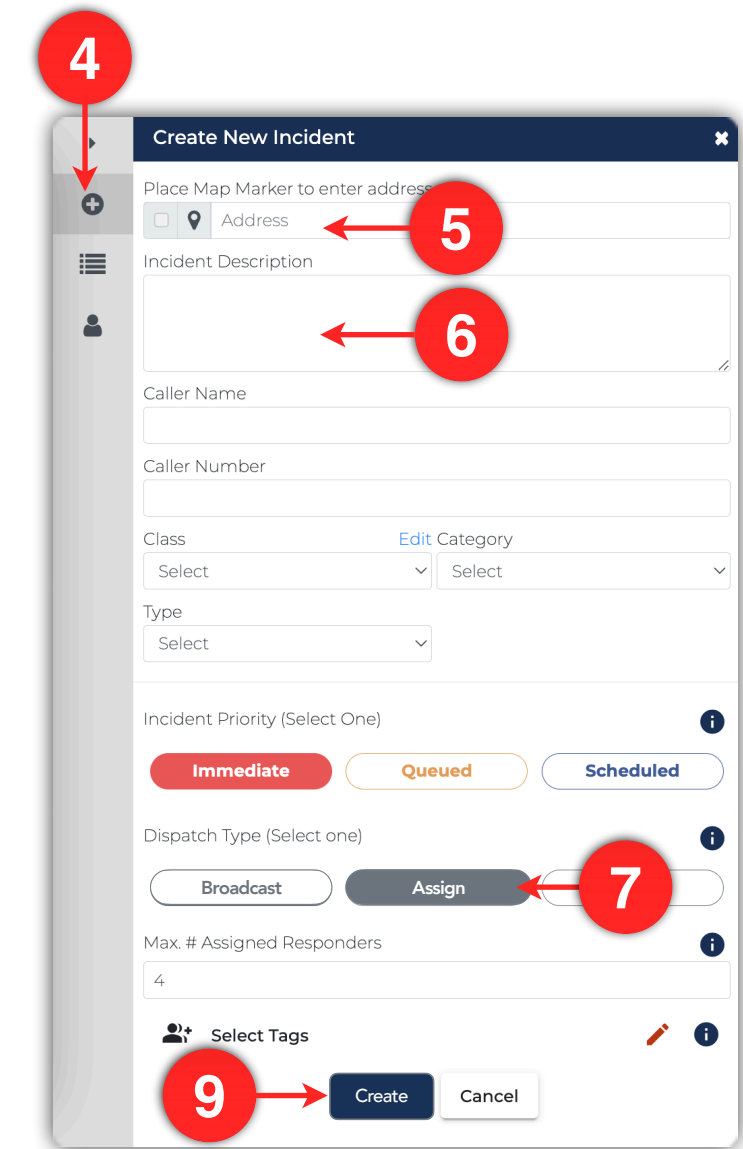 4
Create New Incident
Place Map Marker to enter address
Address
5
Incident Description
6
Caller Name
Caller Number
Class Edit Category
Select Select
Type
Select
Incident Priority (Select One)
Immediate Queued Scheduled
Dispatch Type (Select one)
Broadcast Assign 7
Max. # Assigned Responders
4
Select Tags
9 Create Cancel